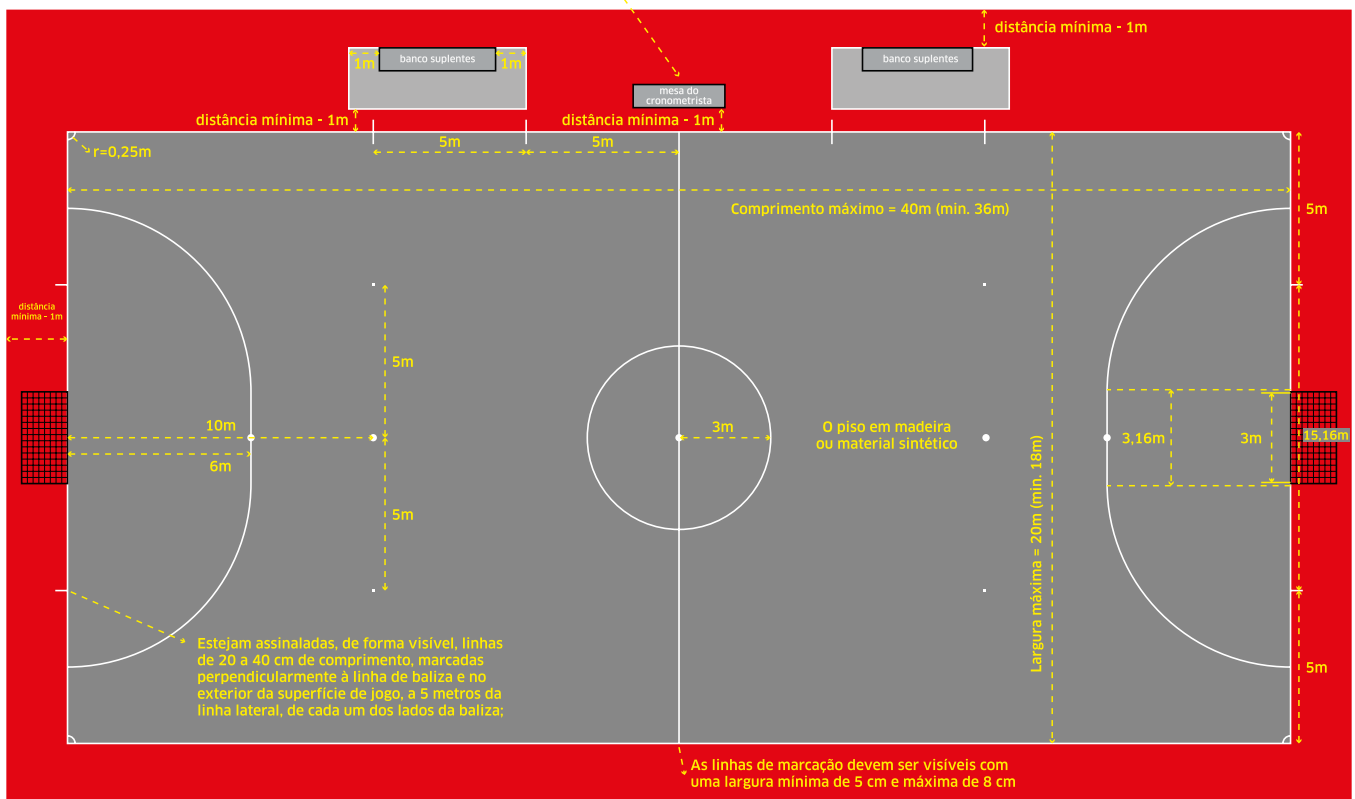 distância mínima - 1m
banco suplentes
banco suplentes
1m
1m
mesa do
cronometrista
distância mínima - 1m
distância mínima - 1m
5m
5m
r=0,25m
Comprimento máximo = 40m (min. 36m)
5m
distância
mínima - 1m
5m
10m
6m
3m
O piso em madeira
ou material sintético
Largura máxima = 20m (min. 18m)
3,16m
3m
15,16m
5m
Estejam assinaladas, de forma visível, linhas
de 20 a 40 cm de comprimento, marcadas
perpendicularmente à linha de baliza e no
exterior da superfície de jogo, a 5 metros da
linha lateral, de cada um dos lados da baliza;
5m
As linhas de marcação devem ser visíveis com
uma largura mínima de 5 cm e máxima de 8 cm